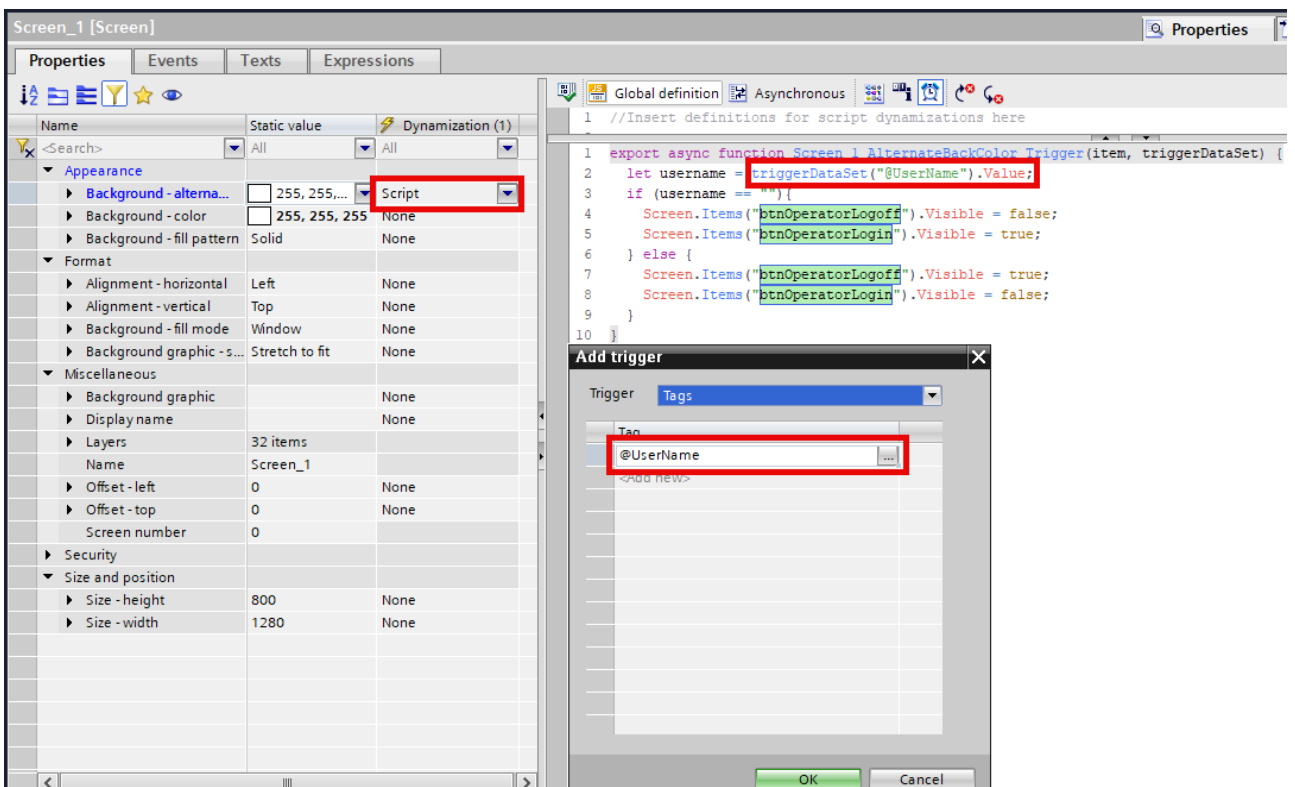 Screen_1 [Screen]
Properties
Properties Events Texts Expressions
Global definition Asynchronous
Name Static value Dynamization (1)
<Search> All All
Appearance
Background - alterna... 255, 255,... Script
Background - color 255, 255, 255 None
Background - fill pattern Solid None
Format
Alignment - horizontal Left None
Alignment - vertical Top None
Background - fill mode Window None
Background graphic - s... Stretch to fit None
Miscellaneous
Background graphic None
Display name None
Layers 32 items
Name Screen_1
Offset - left 0 None
Offset - top 0 None
Screen number 0
Security
Size and position
Size - height 800 None
Size - width 1280 None
1 //Insert definitions for script dynamizations here
1 export async function Screen_1_AlternateBackColor_Trigger(item, triggerDataSet) {
2 let username = triggerDataSet("@UserName").Value;
3 if (username == ""){
4 Screen.Items("btnOperatorLogoff").Visible = false;
5 Screen.Items("btnOperatorLogin").Visible = true;
6 } else {
7 Screen.Items("btnOperatorLogoff").Visible = true;
8 Screen.Items("btnOperatorLogin").Visible = false;
9 }
10 }
Add trigger
Trigger Tags
Tag
@UserName ...
<Add new>
OK Cancel